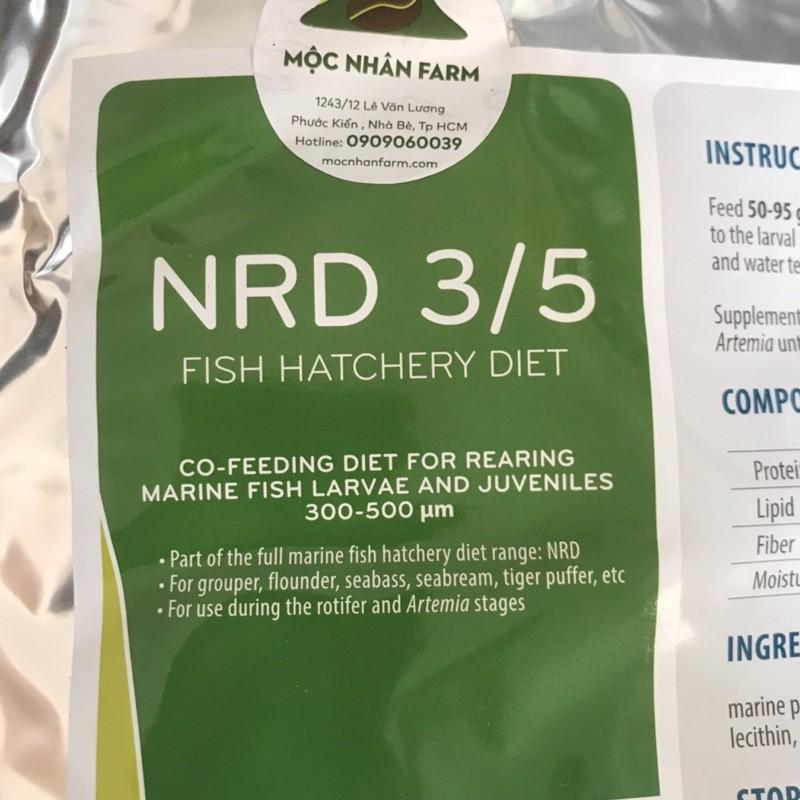 MỘC NHÂN FARM
1243/12 Lê Văn Lương
Phước Kiến , Nhà Bè, Tp HCM
Hotline: 0909060039
mocnhanfarm.com
NRD 3/5
FISH HATCHERY DIET
CO-FEEDING DIET FOR REARING
MARINE FISH LARVAE AND JUVENILES
300-500 µm
• Part of the full marine fish hatchery diet range: NRD
• For grouper, flounder, seabass, seabream, tiger puffer, etc
• For use during the rotifer and Artemia stages
Feed 50-95
to the larval
and water
Supplement
Artemia
Lipid
Fiber
marine
lecithin,